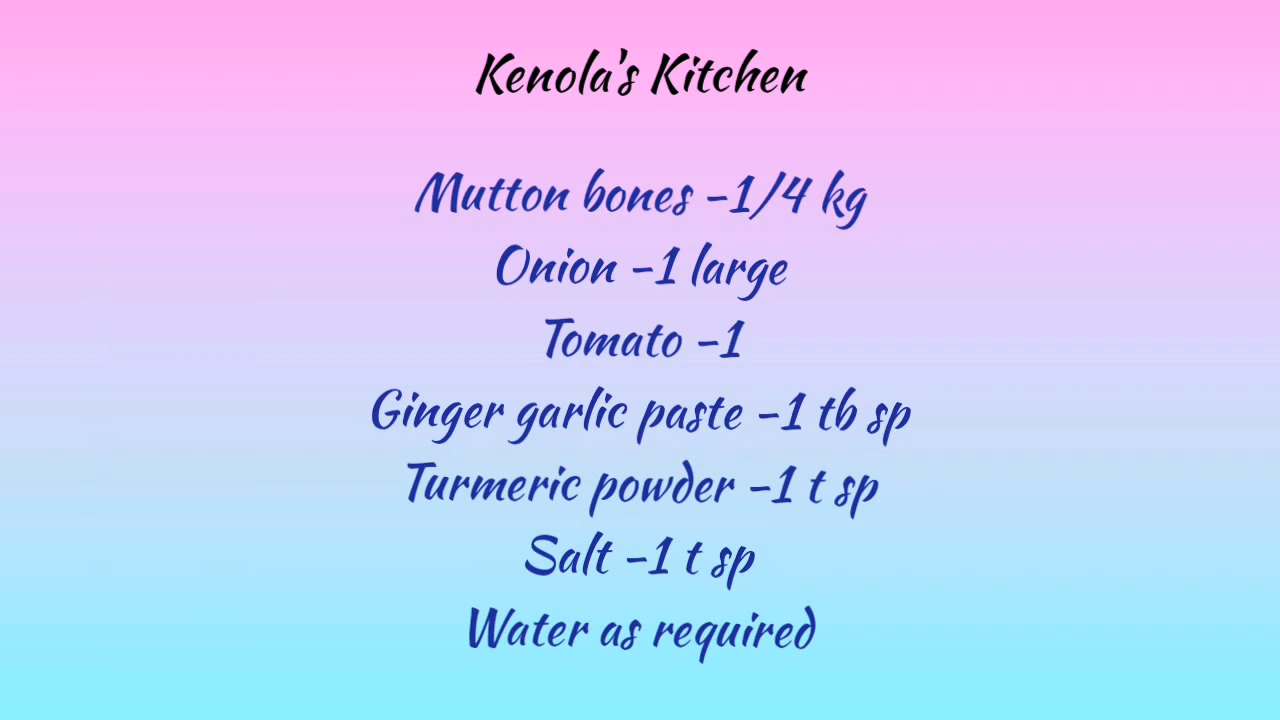 Kenola's Kitchen
Mutton bones -1/4 kg
Onion -1 large
Tomato -1
Ginger garlic paste -1 tb sp
Turmeric powder -1 t sp
Salt -1 t sp
Water as required